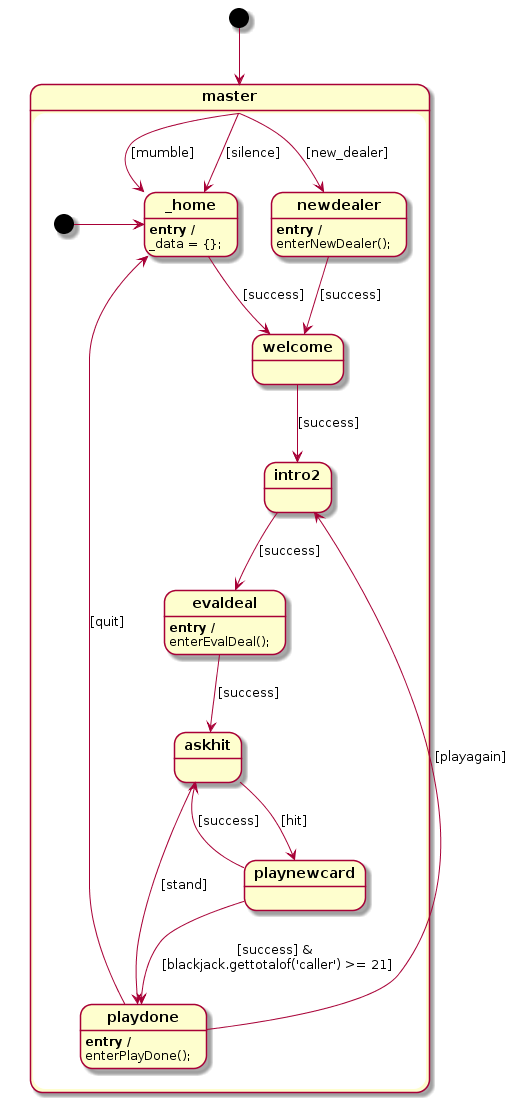 master
[mumble]
[silence]
[new_dealer]
_home
entry /
_data = {};
newdealer
entry /
enterNewDealer();
[success]
[success]
welcome
[success]
intro2
[success]
evaldeal
entry /
enterEvalDeal();
[quit]
[success]
askhit
[playagain]
[success]
[hit]
playnewcard
[stand]
[success] &
[blackjack.gettotalof('caller') >= 21]
playdone
entry /
enterPlayDone();